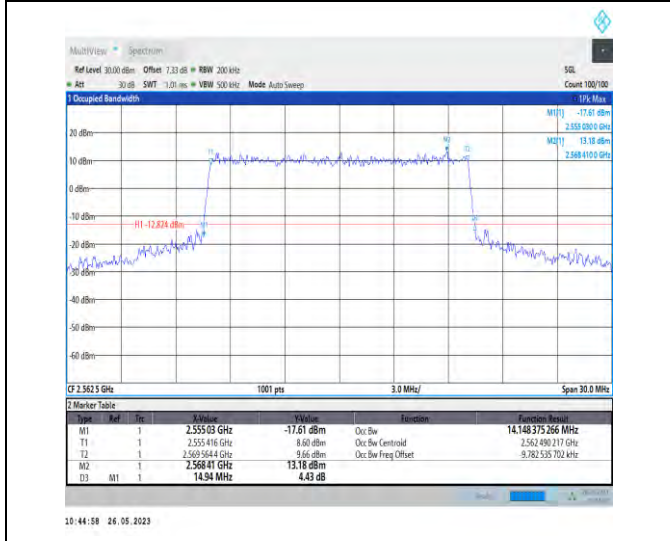 MultiView Spectrum
Ref Level 30.00 dBm Offset 7.33 dB RBW 200 kHz SGL
Att 30 dB SWT 1.01 ms VBW 500 kHz Mode Auto Sweep Count 100/100
1 Occupied Bandwidth 1Pk Max
M1[1] -17.61 dBm
2.555 030 0 GHz
20 dBm
M2[1] 13.18 dBm
M2
T1
T2
2.568 410 0 GHz
10 dBm
0 dBm
-10 dBm
H1 -12.824 dBm
-20 dBm
-30 dBm
-40 dBm
-50 dBm
-60 dBm
CF 2.562 5 GHz 1001 pts 3.0 MHz/ Span 30.0 MHz
2 Marker Table
Type Ref Trc X-Value Y-Value Function Function Result
M1 1 2.555 03 GHz -17.61 dBm Occ Bw 14.148 375 266 MHz
T1 1 2.555 416 GHz 8.60 dBm Occ Bw Centroid 2.562 490 217 GHz
T2 1 2.569 564 4 GHz 9.66 dBm Occ Bw Freq Offset -9.782 535 702 kHz
M2 1 2.568 41 GHz 13.18 dBm
D3 M1 1 14.94 MHz 4.43 dB
10:44:58 26.05.2023